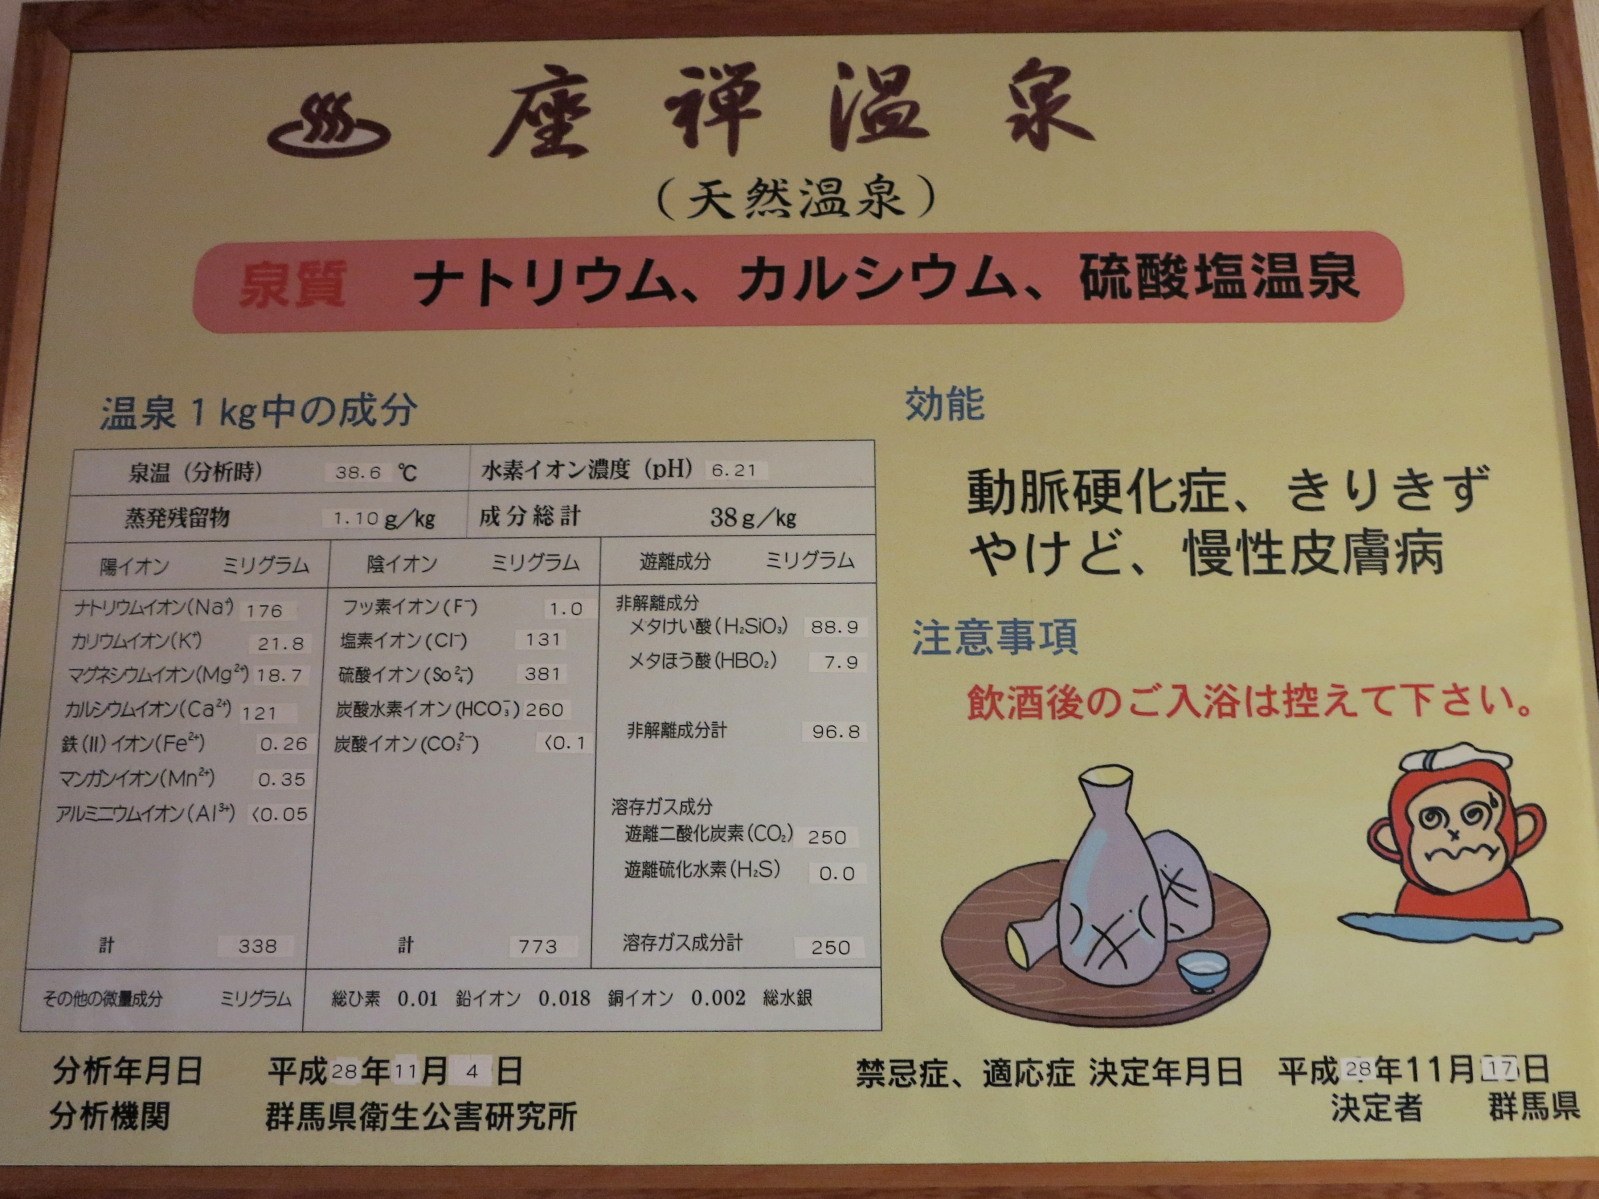 座禅温泉
(天然温泉)
泉質 ナトリウム、カルシウム、硫酸塩温泉
温泉1kg中の成分
泉温(分析時) 38.6 ℃ 水素イオン濃度(pH) 6.21
蒸発残留物 1.10g/kg 成分総計 38g/kg
陽イオン ミリグラム
ナトリウムイオン(Na⁺) 176
カリウムイオン(K⁺) 21.8
マグネシウムイオン(Mg²⁺) 18.7
カルシウムイオン(Ca²⁺) 121
鉄(II)イオン(Fe²⁺) 0.26
マンガンイオン(Mn²⁺) 0.35
アルミニウムイオン(Al³⁺) <0.05
計 338
陰イオン ミリグラム
フッ素イオン(F⁻) 1.0
塩素イオン(Cl⁻) 131
硫酸イオン(So₄²⁻) 381
炭酸水素イオン(HCO₃⁻) 260
炭酸イオン(CO₃²⁻) <0.1
計 773
遊離成分 ミリグラム
非解離成分
メタけい酸(H₂SiO₃) 88.9
メタほう酸(HBO₂) 7.9
非解離成分計 96.8
溶存ガス成分
遊離二酸化炭素(CO₂) 250
遊離硫化水素(H₂S) 0.0
溶存ガス成分計 250
その他の微量成分 ミリグラム 総ひ素 0.01 鉛イオン 0.018 銅イオン 0.002 総水銀
効能
動脈硬化症、きりきず
やけど、慢性皮膚病
注意事項
飲酒後のご入浴は控えて下さい。
分析年月日 平成28年11月4日
分析機関 群馬県衛生公害研究所
禁忌症、適応症 決定年月日 平成28年11月17日
決定者 群馬県